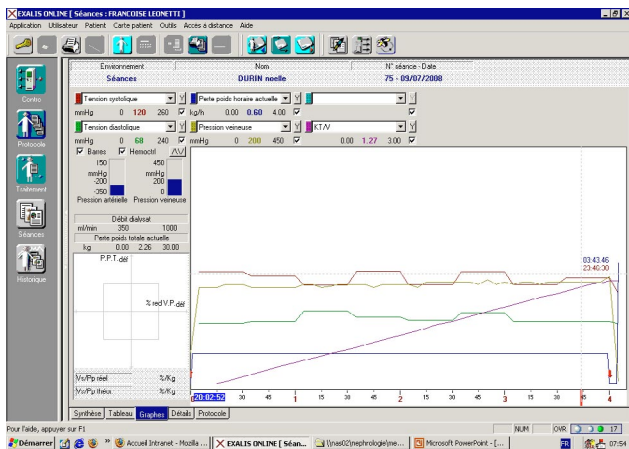 EXALIS ONLINE [ Séances : FRANCOISE LEONETTI ]
Application Utilisateur Patient Carte patient Outils Accès à distance Aide
Environnement Nom N° séance - Date
Séances DURIN noelle 75 - 09/07/2008
Contro
Protocole
Traitement
Séances
Historique
Tension systolique Y Perte poids horaire actuelle Y Y
mmHg 0 120 260 kg/h 0.00 0.60 4.00
Tension diastolique Y Pression veineuse Y KT/V Y
mmHg 0 68 240 mmHg 0 200 450 0.00 1.27 3.00
Barres Hemoctrl
150 450
mmHg mmHg
-200 200
-350 0
Pression artérielle Pression veineuse
Débit dialysat
ml/min 350 1000
Perte poids totale actuelle
kg 0.00 2.26 30.00
P.P.T. déf
% red V.P. déf
Vs/Pp réel %/Kg
Vs/Pp théor. %/Kg
03:43.46
23:46:30
20:02:52 30 45 1 15 30 45 2 15 30 45 3 15 30 45 4
Synthèse Tableau Graphes Détails Protocole
Pour l'aide, appuyer sur F1
NUM OVR 17
Démarrer » Accueil Intranet - Mozilla ... EXALIS ONLINE [ Séan... \\nas02\nephrologie\me... Microsoft PowerPoint - [... FR » 07:54